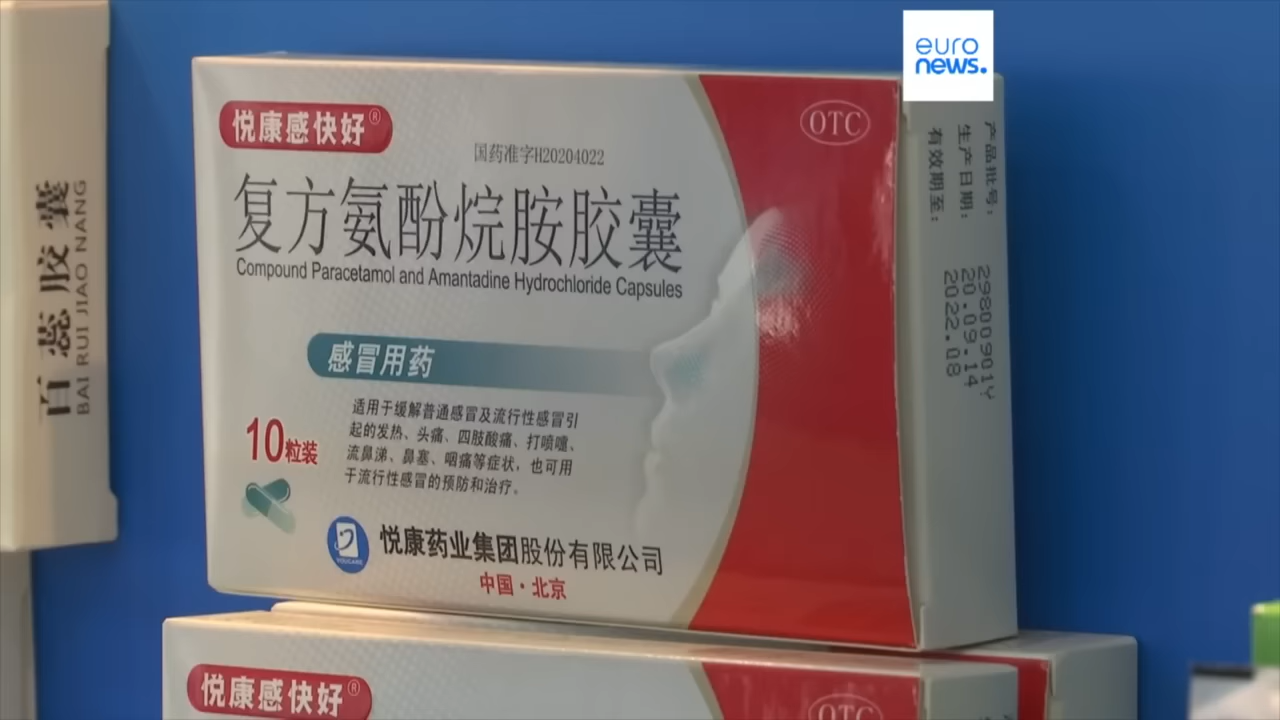 euro
news.
百蕊胶囊
BAI RUI JIAO NANG
悦康感快好®
OTC
国药准字H20204022
复方氨酚烷胺胶囊
Compound Paracetamol and Amantadine Hydrochloride Capsules
感冒用药
10粒装
适用于缓解普通感冒及流行性感冒引
起的发热、头痛、四肢酸痛、打喷嚏、
流鼻涕、鼻塞、咽痛等症状，也可用
于流行性感冒的预防和治疗。
YOUCARE
悦康药业集团股份有限公司
中国·北京
产品批号： 29800901Y
生产日期： 20.09.14
有效期至： 2022.08
悦康感快好®
OTC